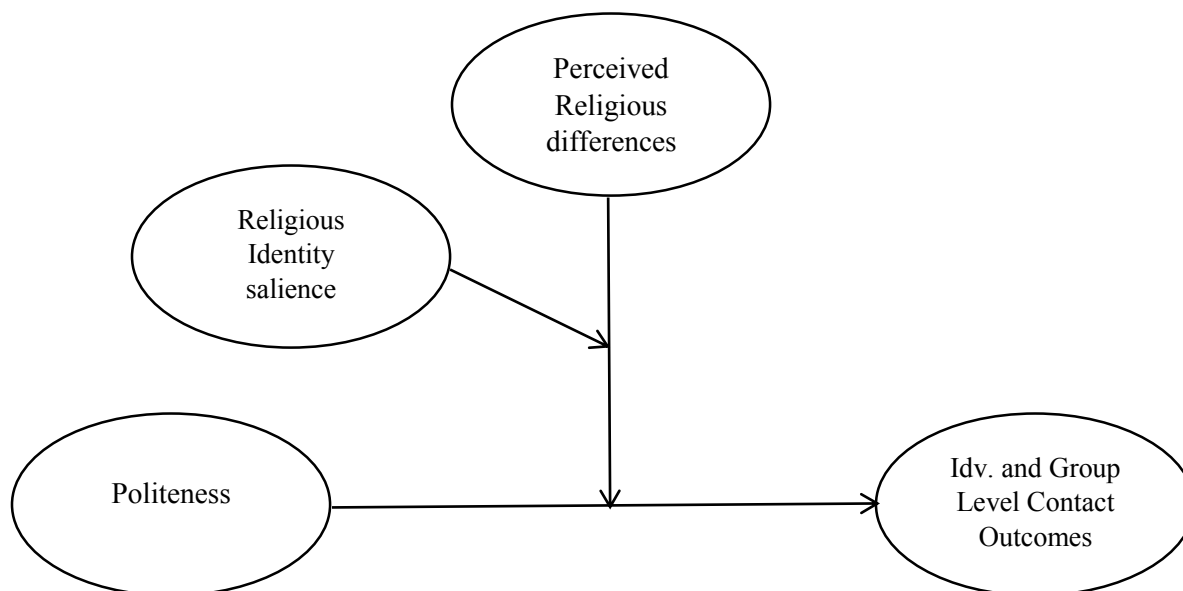 Perceived
Religious
differences
Religious
Identity
salience
Politeness
Idv. and Group
Level Contact
Outcomes